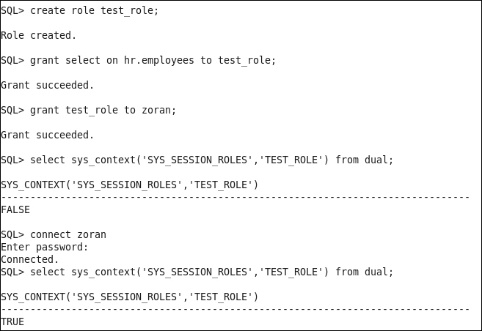 SQL> create role test_role;
Role created.
SQL> grant select on hr.employees to test_role;
Grant succeeded.
SQL> grant test_role to zoran;
Grant succeeded.
SQL> select sys_context('SYS_SESSION_ROLES','TEST_ROLE') from dual;
SYS_CONTEXT('SYS_SESSION_ROLES','TEST_ROLE')
--------------------------------------------------------------------------------
FALSE
SQL> connect zoran
Enter password:
Connected.
SQL> select sys_context('SYS_SESSION_ROLES','TEST_ROLE') from dual;
SYS_CONTEXT('SYS_SESSION_ROLES','TEST_ROLE')
--------------------------------------------------------------------------------
TRUE